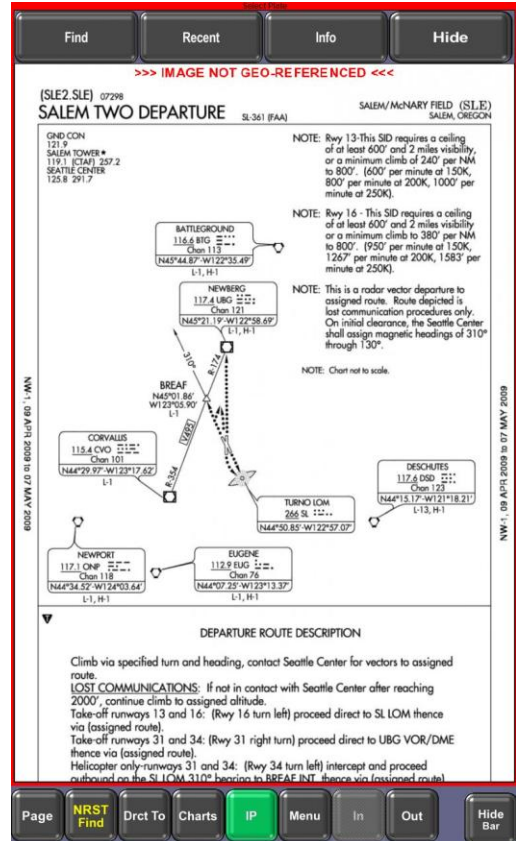 Select Plate
Find
Recent
Info
Hide
>>> IMAGE NOT GEO-REFERENCED <<<
(SLE2.SLE) 07298
SALEM TWO DEPARTURE
SL-361 (FAA)
SALEM/McNARY FIELD (SLE)
SALEM, OREGON
GND CON
121.9
SALEM TOWER★
119.1 (CTAF) 257.2
SEATTLE CENTER
125.8 291.7
NOTE: Rwy 13-This SID requires a ceiling
of at least 600' and 2 miles visibility,
or a minimum climb of 240' per NM
to 800'. (600' per minute at 150K,
800' per minute at 200K, 1000' per
minute at 250K).
NOTE: Rwy 16 - This SID requires a ceiling
of at least 600' and 2 miles visibility
or a minimum climb to 380' per NM
to 800'. (950' per minute at 150K,
1267' per minute at 200K, 1583' per
minute at 250K).
NOTE: This is a radar vector departure to
assigned route. Route depicted is
lost communication procedures only.
On initial clearance, the Seattle Center
shall assign magnetic headings of 310°
through 130°.
NOTE: Chart not to scale.
BATTLEGROUND
116.6 BTG
Chan 113
N45°44.87'-W122°35.49'
L-1, H-1
NEWBERG
117.4 UBG
Chan 121
N45°21.19'-W122°58.69'
L-1, H-1
310°
R-174
BREAF
N45°01.86'
W123°05.90'
L-1
V495
R-354
CORVALLIS
115.4 CVO
Chan 101
N44°29.97'-W123°17.62'
L-1
DESCHUTES
117.6 DSD
Chan 123
N44°15.17'-W121°18.21'
L-13, H-1
TURNO LOM
266 SL
N44°50.85'-W122°57.07'
NEWPORT
117.1 ONP
Chan 118
N44°34.52'-W124°03.64'
L-1, H-1
EUGENE
112.9 EUG
Chan 76
N44°07.25'-W123°13.37'
L-1, H-1
NW-1, 09 APR 2009 to 07 MAY 2009
NW-1, 09 APR 2009 to 07 MAY 2009
DEPARTURE ROUTE DESCRIPTION
Climb via specified turn and heading, contact Seattle Center for vectors to assigned
route.
LOST COMMUNICATIONS: If not in contact with Seattle Center after reaching
2000', continue climb to assigned altitude.
Take-off runways 13 and 16: (Rwy 16 turn left) proceed direct to SL LOM thence
via (assigned route).
Take-off runways 31 and 34: (Rwy 31 right turn) proceed direct to UBG VOR/DME
thence via (assigned route).
Helicopter only-runways 31 and 34: (Rwy 34 turn left) intercept and proceed
outbound on the SL LOM 310° bearing to BREAF INT, thence via (assigned route)
Page
NRST
Find
Drct To
Charts
IP
Menu
In
Out
Hide
Bar